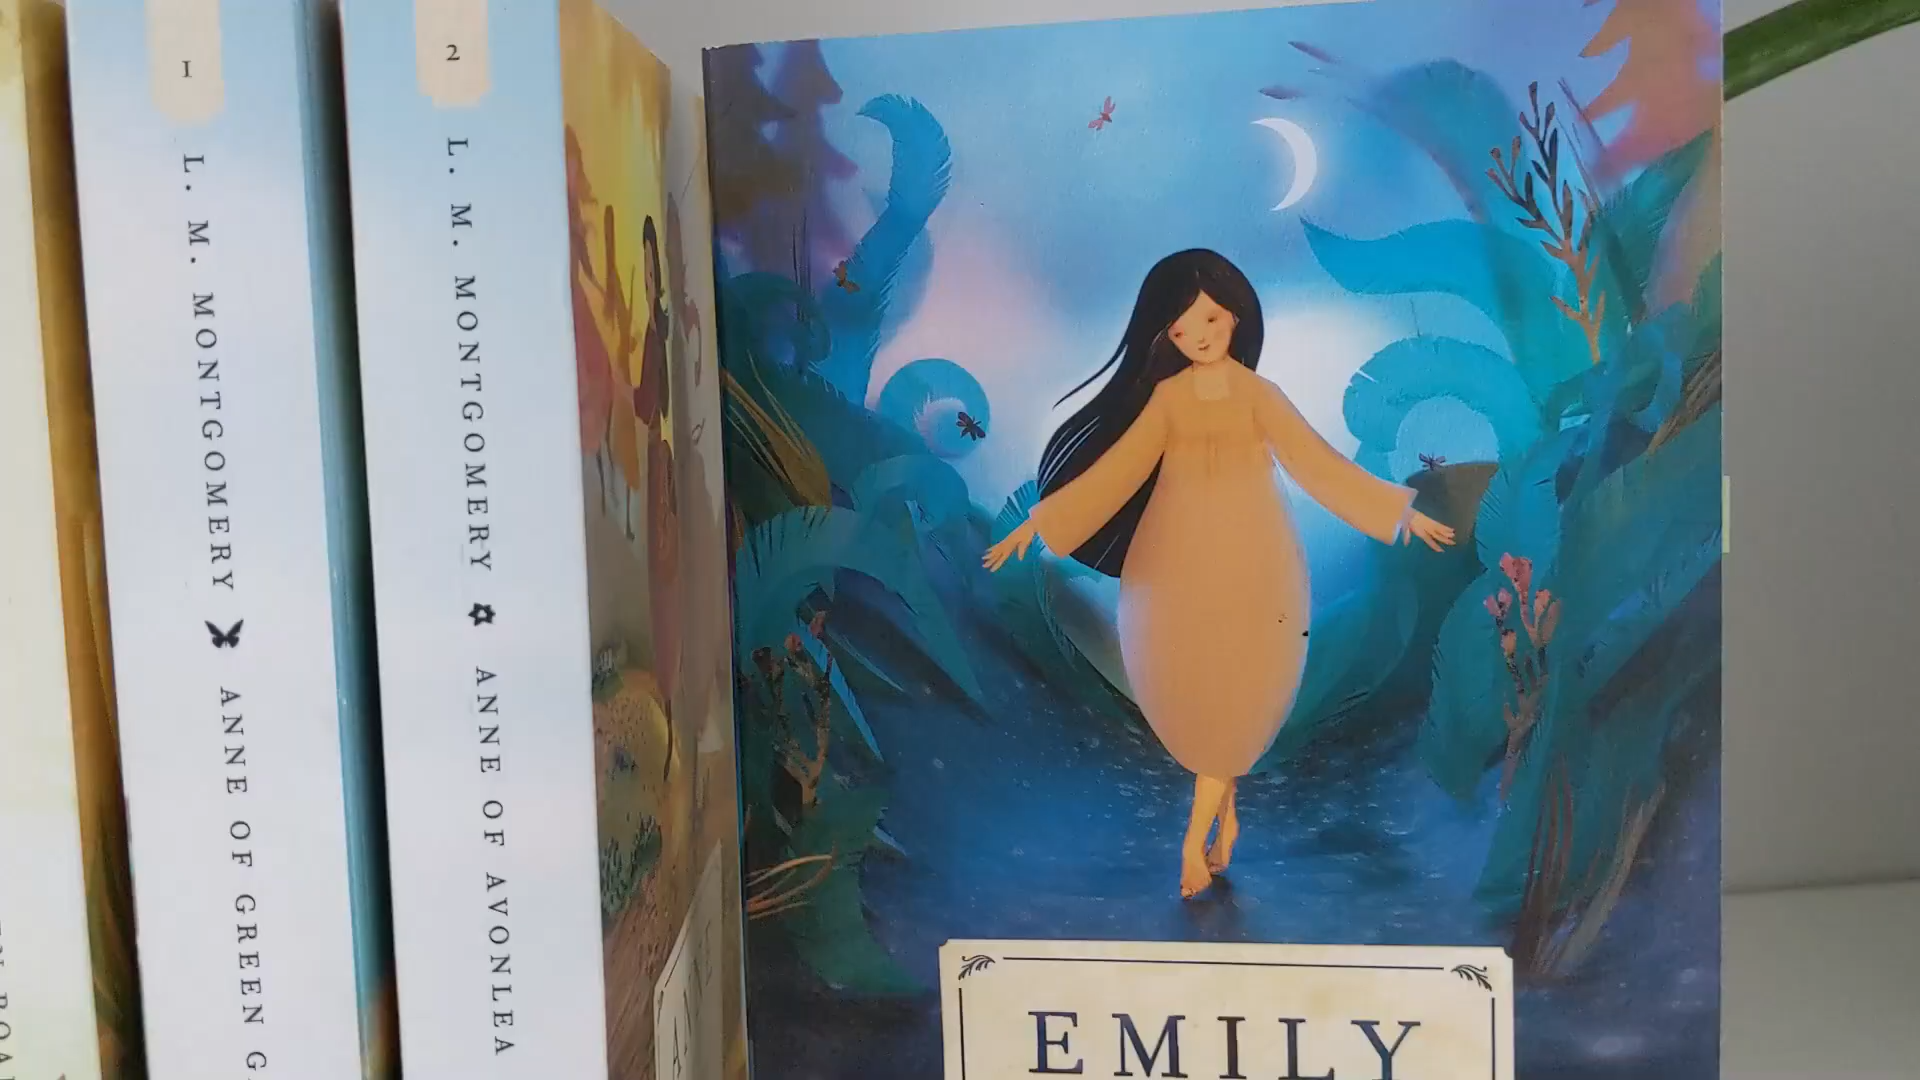 1
L. M. MONTGOMERY ANNE OF GREEN G
2
L. M. MONTGOMERY ANNE OF AVONLEA
EMILY